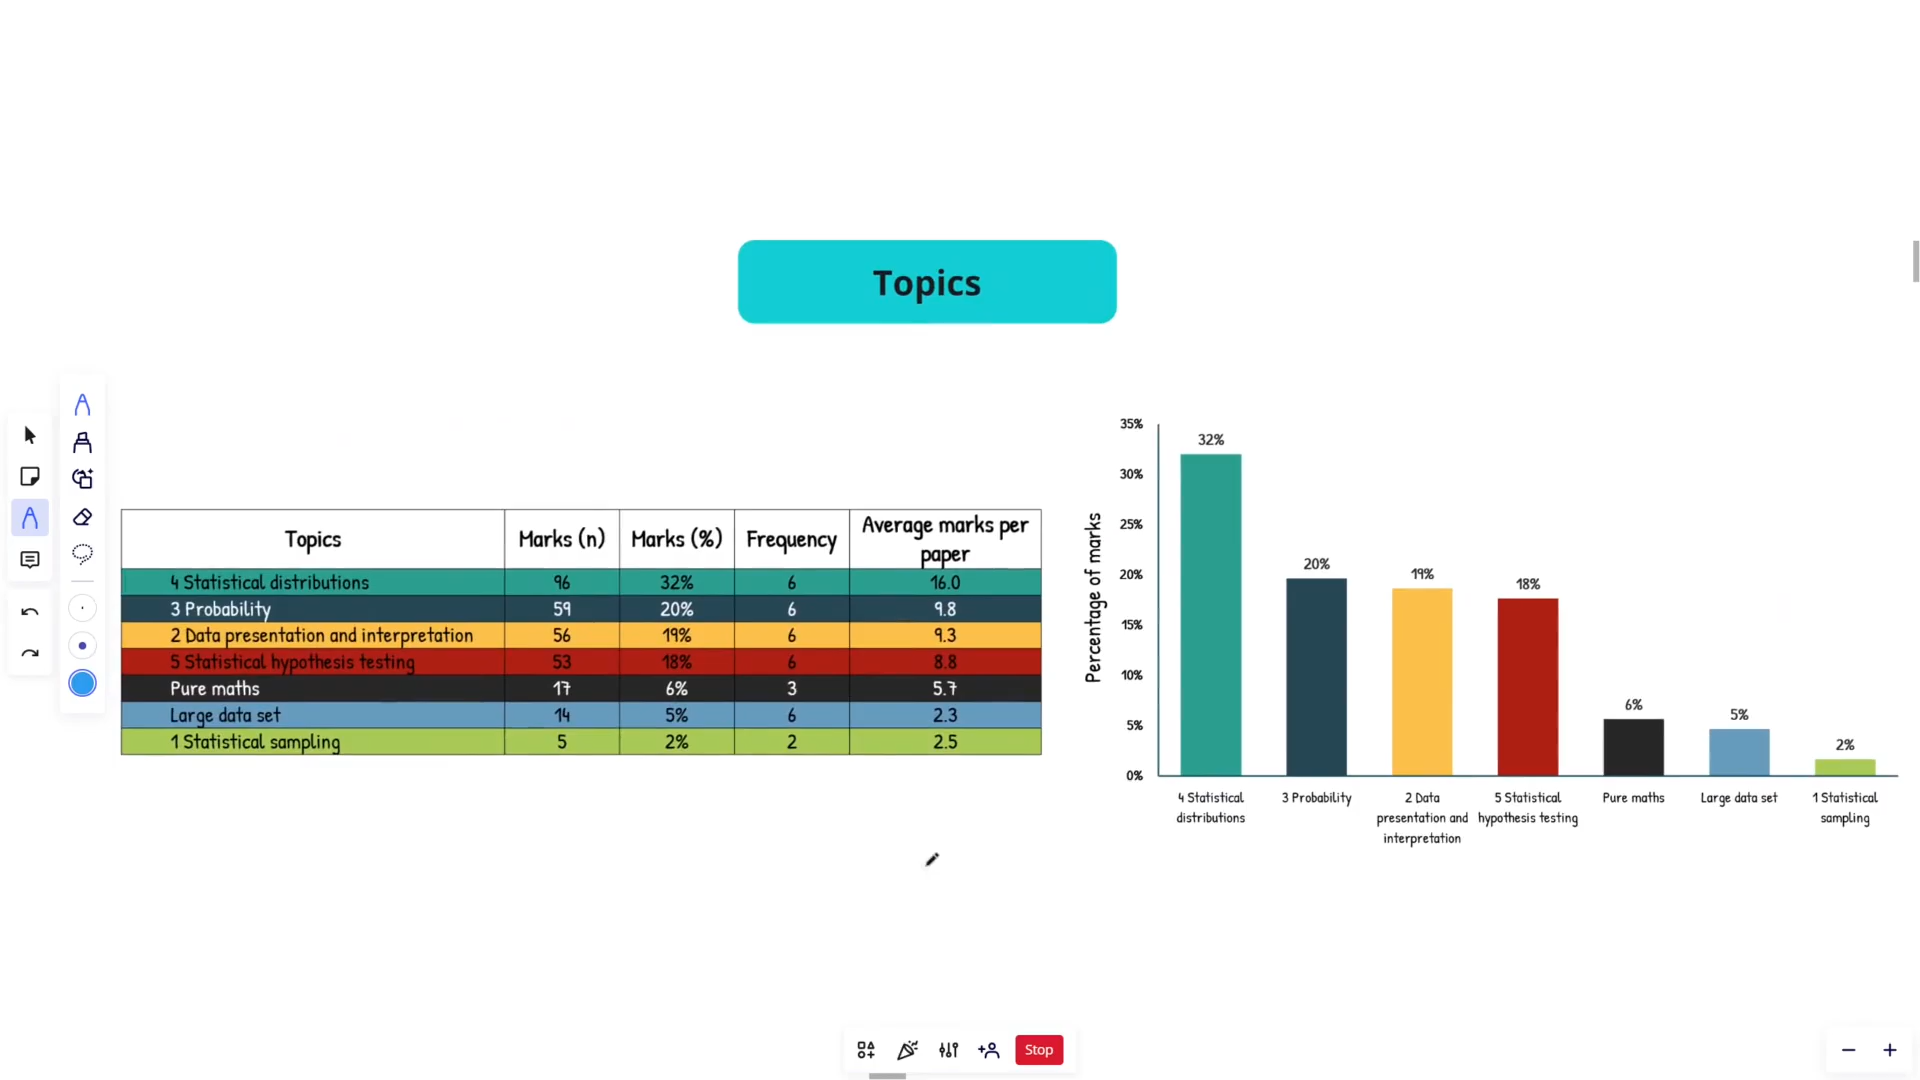 Topics
Topics Marks (n) Marks (%) Frequency Average marks per
paper
4 Statistical distributions 96 32% 6 16.0
3 Probability 59 20% 6 9.8
2 Data presentation and interpretation 56 19% 6 9.3
5 Statistical hypothesis testing 53 18% 6 8.8
Pure maths 17 6% 3 5.7
Large data set 14 5% 6 2.3
1 Statistical sampling 5 2% 2 2.5
Percentage of marks
35%
30%
25%
20%
15%
10%
5%
0%
32%
20%
19%
18%
6%
5%
2%
4 Statistical
distributions
3 Probability
2 Data
presentation and
interpretation
5 Statistical
hypothesis testing
Pure maths
Large data set
1 Statistical
sampling
Stop